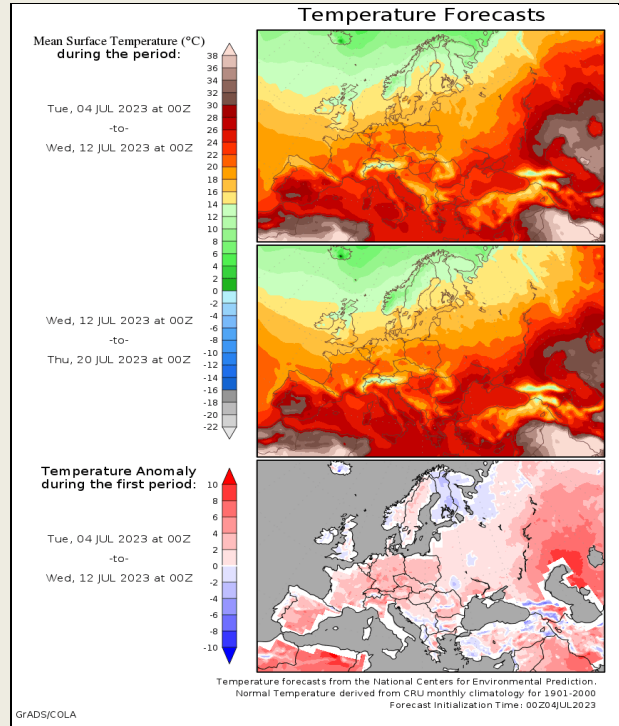 Temperature Forecasts
Mean Surface Temperature (°C)
during the period:
Tue, 04 JUL 2023 at 00Z
-to-
Wed, 12 JUL 2023 at 00Z
38
36
34
32
30
28
26
24
22
20
18
16
14
12
10
8
6
4
2
0
-2
-4
-6
-8
-10
-12
-14
-16
-18
-20
-22
Wed, 12 JUL 2023 at 00Z
-to-
Thu, 20 JUL 2023 at 00Z
Temperature Anomaly
during the first period:
Tue, 04 JUL 2023 at 00Z
-to-
Wed, 12 JUL 2023 at 00Z
10
8
6
4
2
0
-2
-4
-6
-8
-10
Temperature forecasts from the National Centers for Environmental Prediction.
Normal Temperature derived from CRU monthly climatology for 1901-2000
Forecast Initialization Time: 00Z04JUL2023
GrADS/COLA